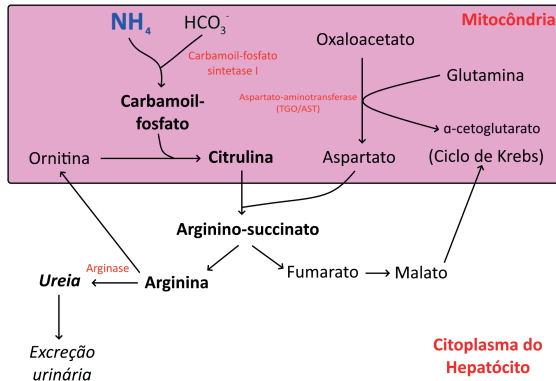 Mitocôndria
NH4
HCO3-
Oxaloacetato
Carbamoil-fosfato
sintetase I
Glutamina
Aspartato-aminotransferase
(TGO/AST)
Carbamoil-
fosfato
α-cetoglutarato
Ornitina
Citrulina
Aspartato
(Ciclo de Krebs)
Arginino-succinato
Arginase
Ureia
Arginina
Fumarato
Malato
Excreção
urinária
Citoplasma do
Hepatócito